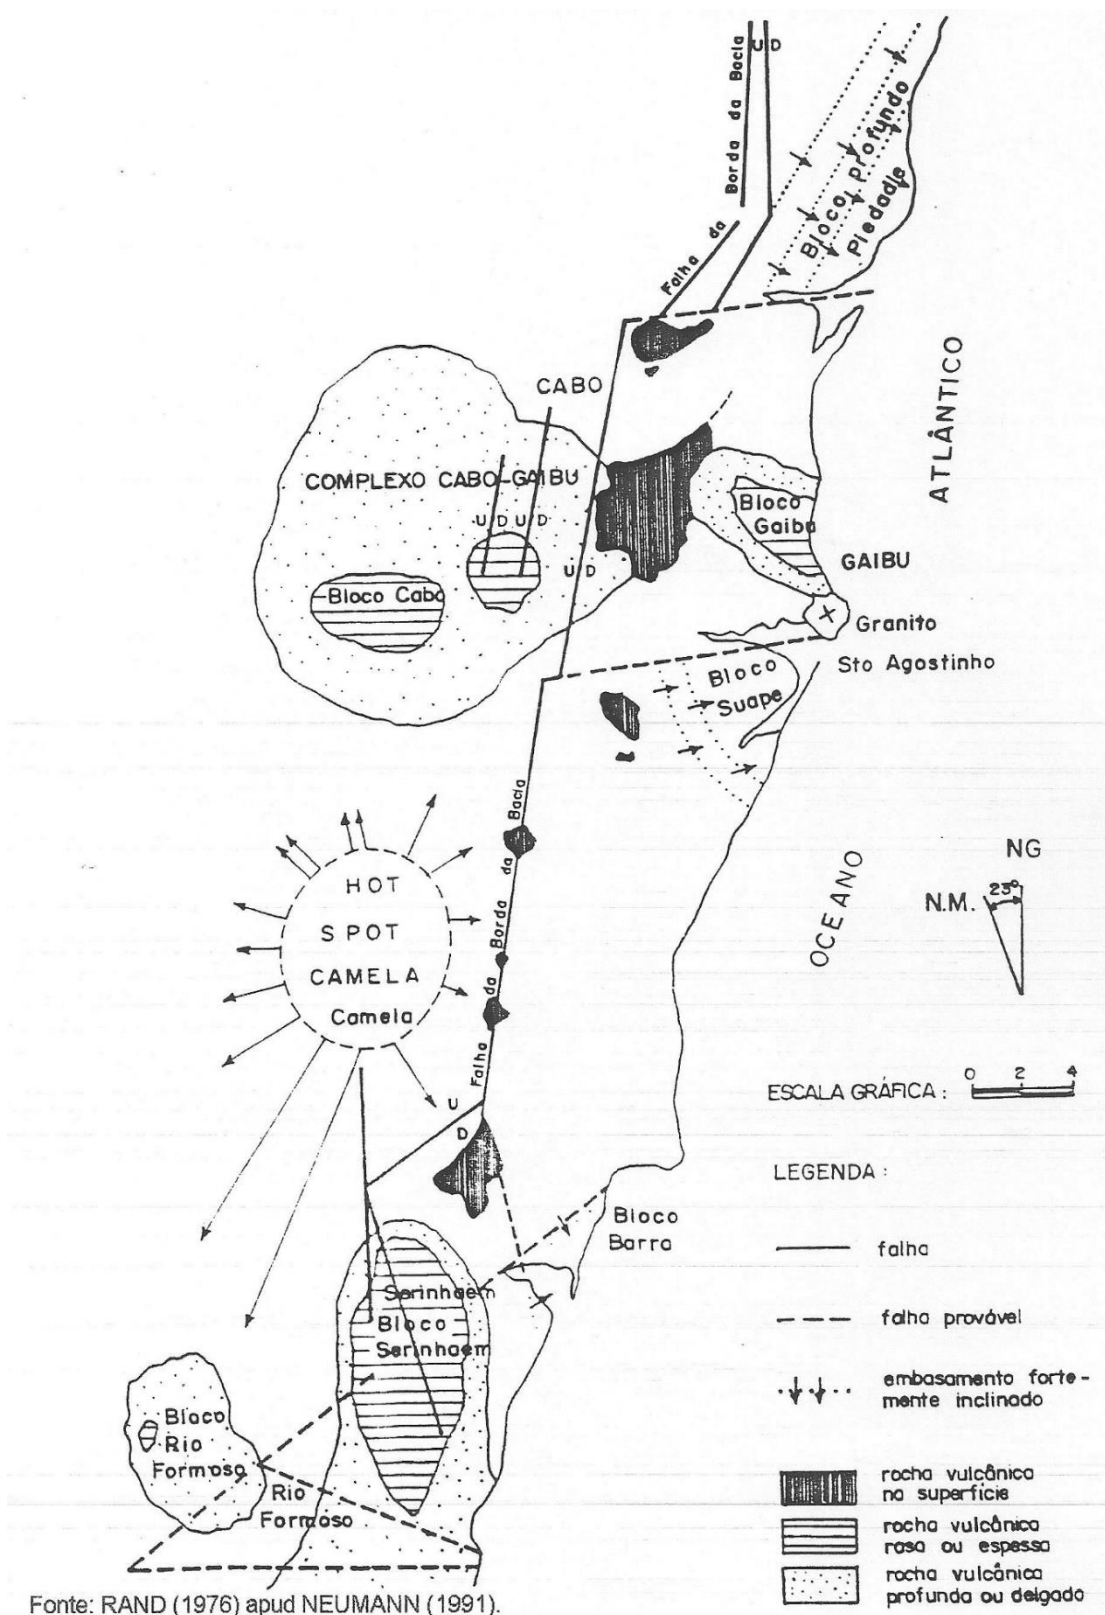 Falha da Borda da Bacia
U D
Bloco Profundo
Piedade
ATLÂNTICO
CABO
COMPLEXO CABO-GAIBU
U D U D
Bloco
Gaibu
U D
GAIBU
Bloco Cabo
Granito
Sto Agostinho
Bloco
Suape
HOT
SPOT
CAMELA
Camela
Falha da Borda da Bacia
OCEANO
NG
N.M.
23°
ESCALA GRÁFICA :
0 2 4
U
D
LEGENDA :
Bloco
Barra
falha
Serinhaem
Bloco
Serinhaem
falha provável
embasamento forte-
mente inclinado
Bloco
Rio
Formoso
Rio
Formoso
rocha vulcânica
na superfície
rocha vulcânica
rasa ou espessa
rocha vulcânica
profunda ou delgado
Fonte: RAND (1976) apud NEUMANN (1991).